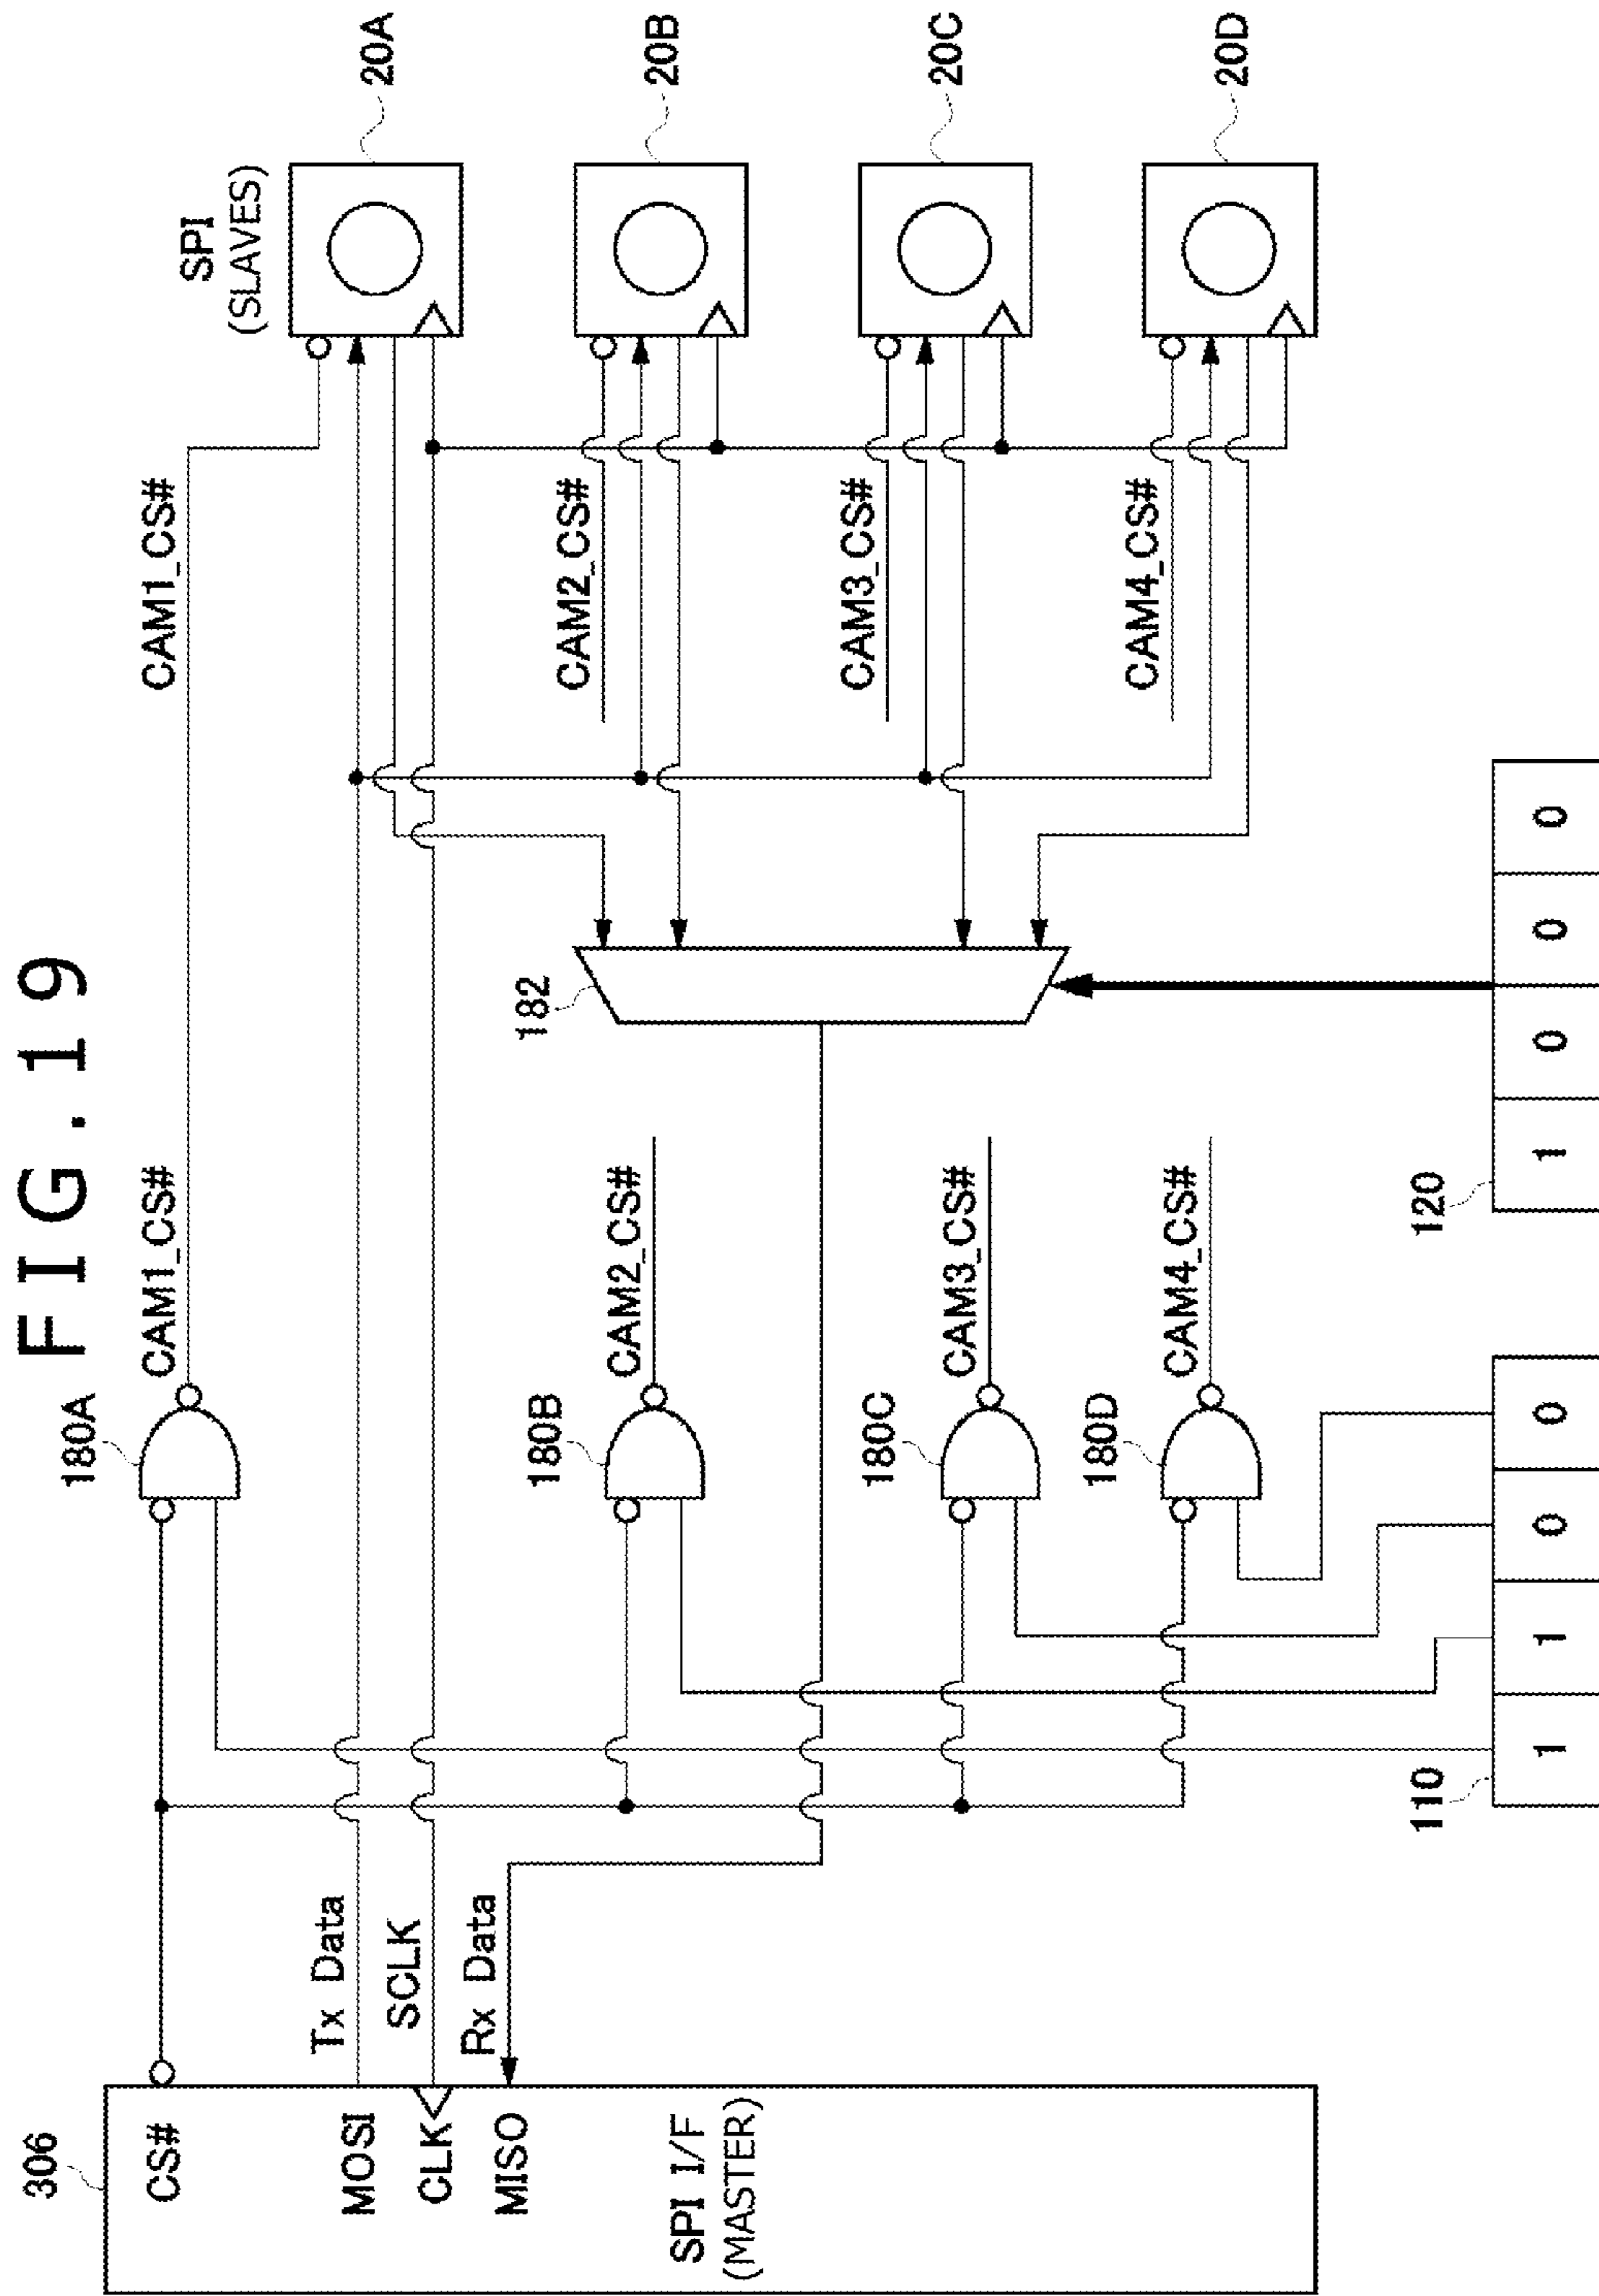 FIG. 19
306
CS#
MOSI
CLK
MISO
SPI I/F
(MASTER)
Tx Data
SCLK
Rx Data
180A
CAM1_CS#
CAM1_CS#
SPI
(SLAVES)
20A
180B
CAM2_CS#
182
CAM2_CS#
20B
180C
CAM3_CS#
CAM3_CS#
20C
180D
CAM4_CS#
CAM4_CS#
20D
110
1 1 0 0
120
1 0 0 0